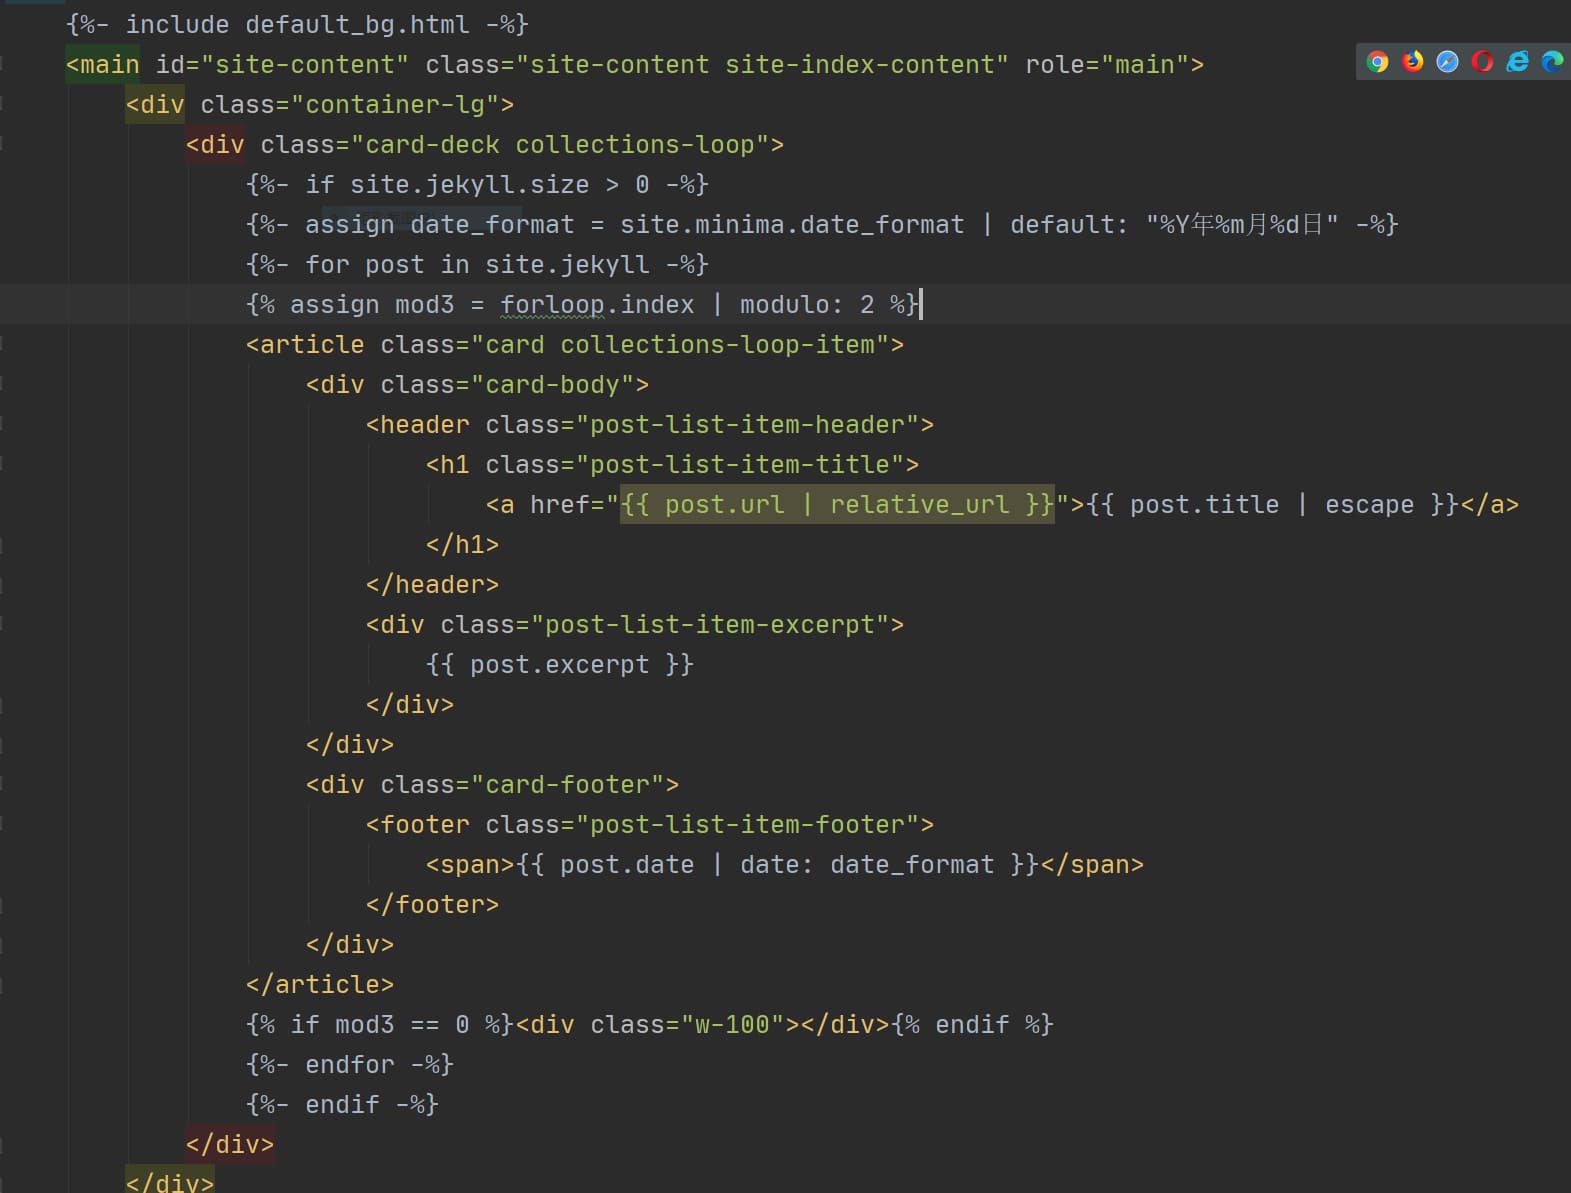 {%- include default_bg.html -%}
<main id="site-content" class="site-content site-index-content" role="main">
<div class="container-lg">
<div class="card-deck collections-loop">
{%- if site.jekyll.size > 0 -%}
{%- assign date_format = site.minima.date_format | default: "%Y年%m月%d日" -%}
{%- for post in site.jekyll -%}
{% assign mod3 = forloop.index | modulo: 2 %}
<article class="card collections-loop-item">
<div class="card-body">
<header class="post-list-item-header">
<h1 class="post-list-item-title">
<a href="{{ post.url | relative_url }}">{{ post.title | escape }}</a>
</h1>
</header>
<div class="post-list-item-excerpt">
{{ post.excerpt }}
</div>
</div>
<div class="card-footer">
<footer class="post-list-item-footer">
<span>{{ post.date | date: date_format }}</span>
</footer>
</div>
</article>
{% if mod3 == 0 %}<div class="w-100"></div>{% endif %}
{%- endfor -%}
{%- endif -%}
</div>
</div>